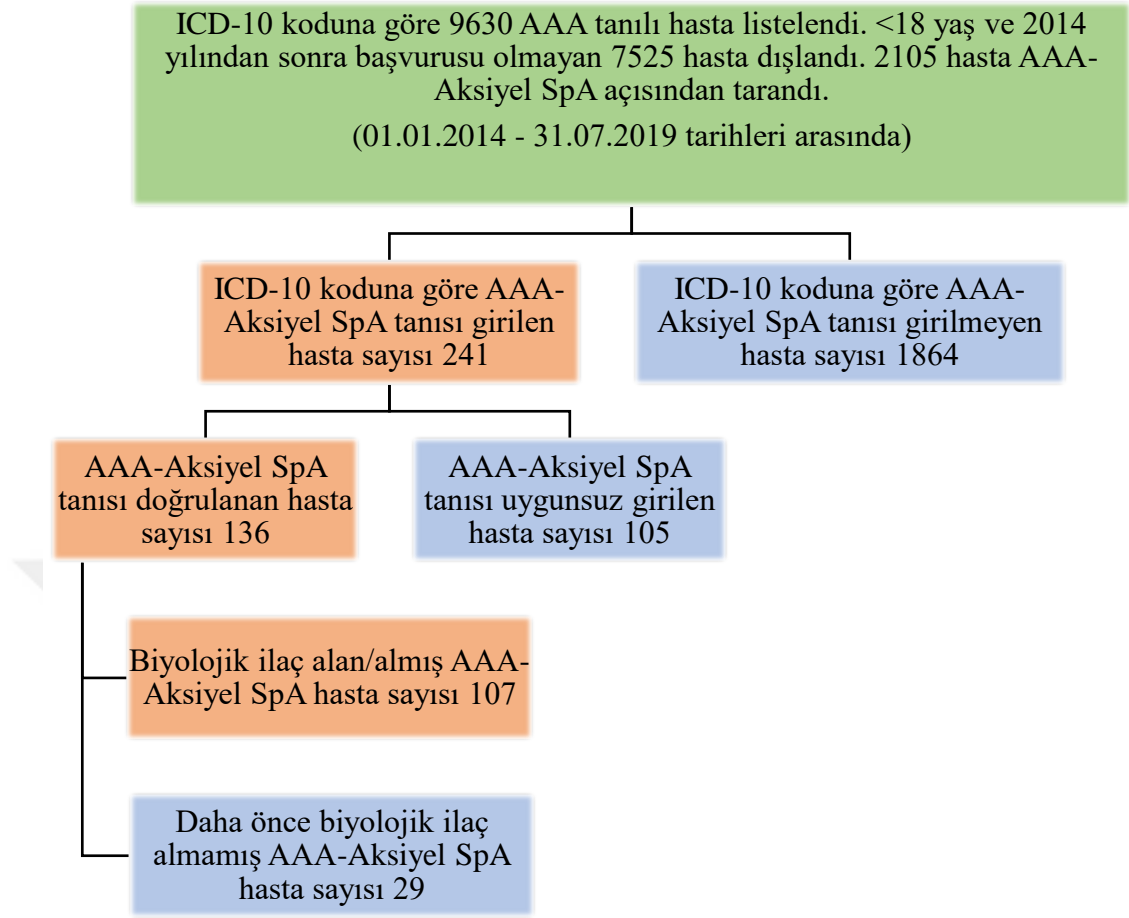 ICD-10 koduna göre 9630 AAA tanılı hasta listelendi. <18 yaş ve 2014
yılından sonra başvurusu olmayan 7525 hasta dışlandı. 2105 hasta AAA-
Aksiyel SpA açısından tarandı.
(01.01.2014 - 31.07.2019 tarihleri arasında)
ICD-10 koduna göre AAA-
Aksiyel SpA tanısı girilen
hasta sayısı 241
ICD-10 koduna göre AAA-
Aksiyel SpA tanısı girilmeyen
hasta sayısı 1864
AAA-Aksiyel SpA
tanısı doğrulanan hasta
sayısı 136
AAA-Aksiyel SpA
tanısı uygunsuz girilen
hasta sayısı 105
Biyolojik ilaç alan/almış AAA-
Aksiyel SpA hasta sayısı 107
Daha önce biyolojik ilaç
almamış AAA-Aksiyel SpA
hasta sayısı 29